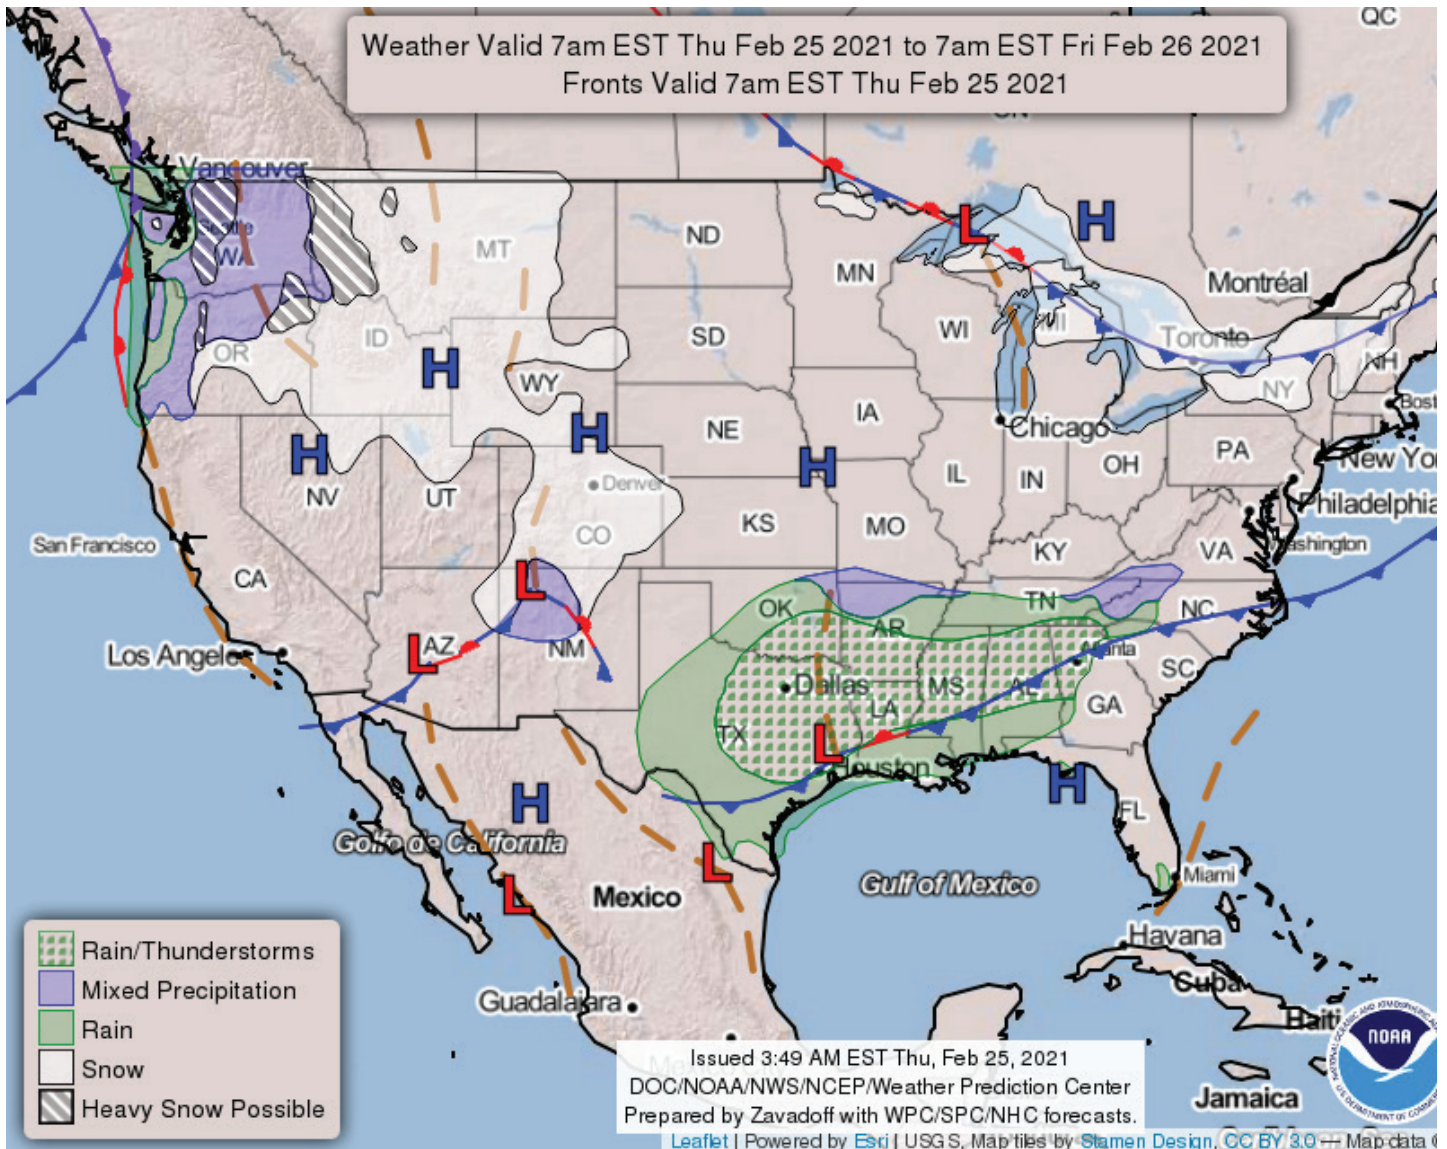 QC
Weather Valid 7am EST Thu Feb 25 2021 to 7am EST Fri Feb 26 2021
Fronts Valid 7am EST Thu Feb 25 2021
ON
Vancouver
Seattle
WA
MT
ND
MN
L
H
Montréal
OR
ID
H
WY
SD
WI
MI
Toronto
NY
NH
H
NV
UT
H
Denver
CO
NE
H
IA
Chicago
IL
IN
OH
PA
San Francisco
CA
KS
MO
KY
VA
Philadelphia
L
OK
AR
TN
NC
Los Angeles
L
AZ
NM
Dallas
TX
LA
MS
AL
Atlanta
GA
SC
L
Houston
H
FL
H
Golfo de California
L
L
Mexico
Gulf of Mexico
Miami
Havana
Cuba
Haiti
Guadalajara
Jamaica
Rain/Thunderstorms
Mixed Precipitation
Rain
Snow
Heavy Snow Possible
Issued 3:49 AM EST Thu, Feb 25, 2021
DOC/NOAA/NWS/NCEP/Weather Prediction Center
Prepared by Zavadoff with WPC/SPC/NHC forecasts.
NOAA
Leaflet | Powered by Esri | USGS, Map tiles by Stamen Design, CC BY 3.0 — Map data ©